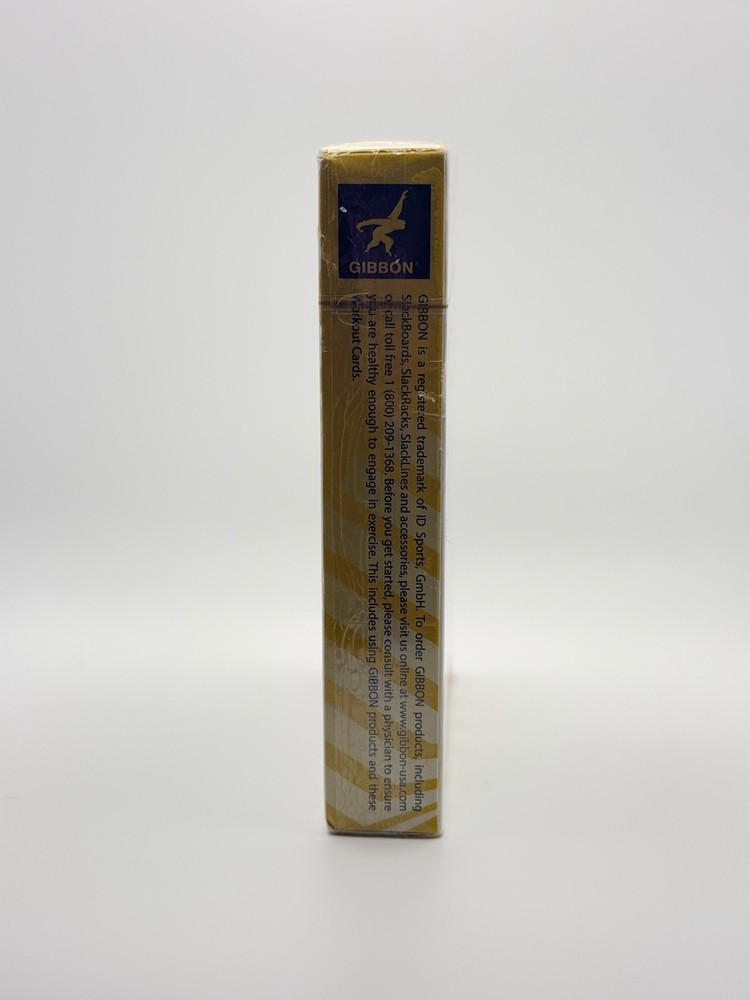 GIBBON
GIBBON is a registered trademark of ID Sports, GmbH. To order GIBBON products, including
SlackBoards, SlackRacks, SlackLines and accessories, please visit us online at www.gibbon-usa.com
or call toll free 1 (800) 209-1368. Before you get started, please consult with a physician to ensure
you are healthy enough to engage in exercise. This includes using GIBBON products and these
Workout Cards.